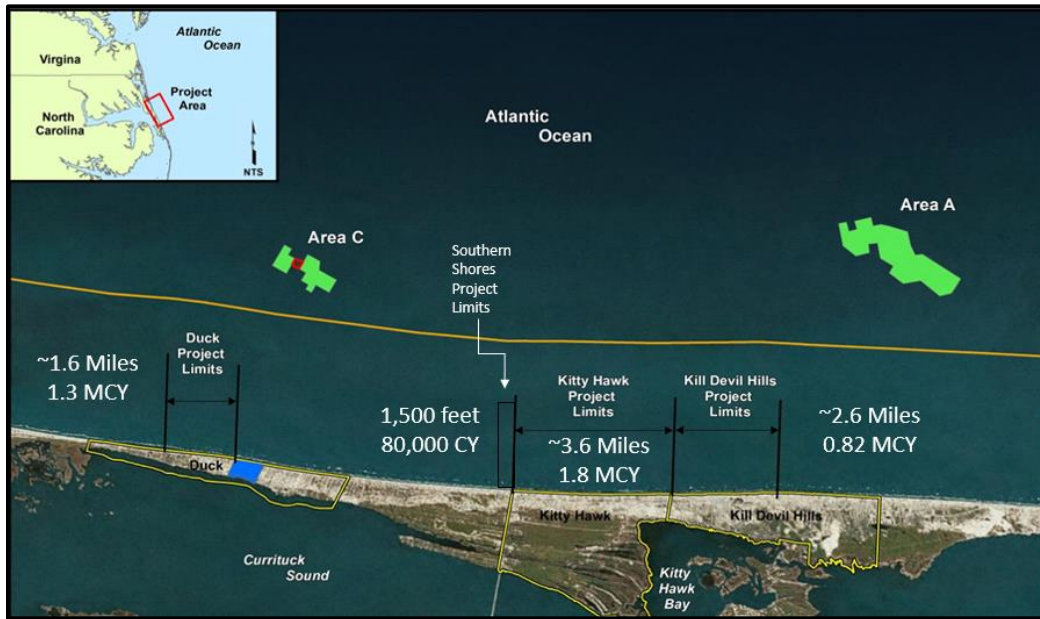 Atlantic
Ocean
Virginia
Project
Area
North
Carolina
NTS
Atlantic
Ocean
Area A
Area C
Southern
Shores
Project
Limits
Duck
Project
Limits
~1.6 Miles
1.3 MCY
1,500 feet
80,000 CY
Kitty Hawk
Project
Limits
~3.6 Miles
1.8 MCY
Kill Devil Hills
Project
Limits
~2.6 Miles
0.82 MCY
Duck
Kitty Hawk
Kill Devil Hills
Currituck
Sound
Kitty
Hawk
Bay